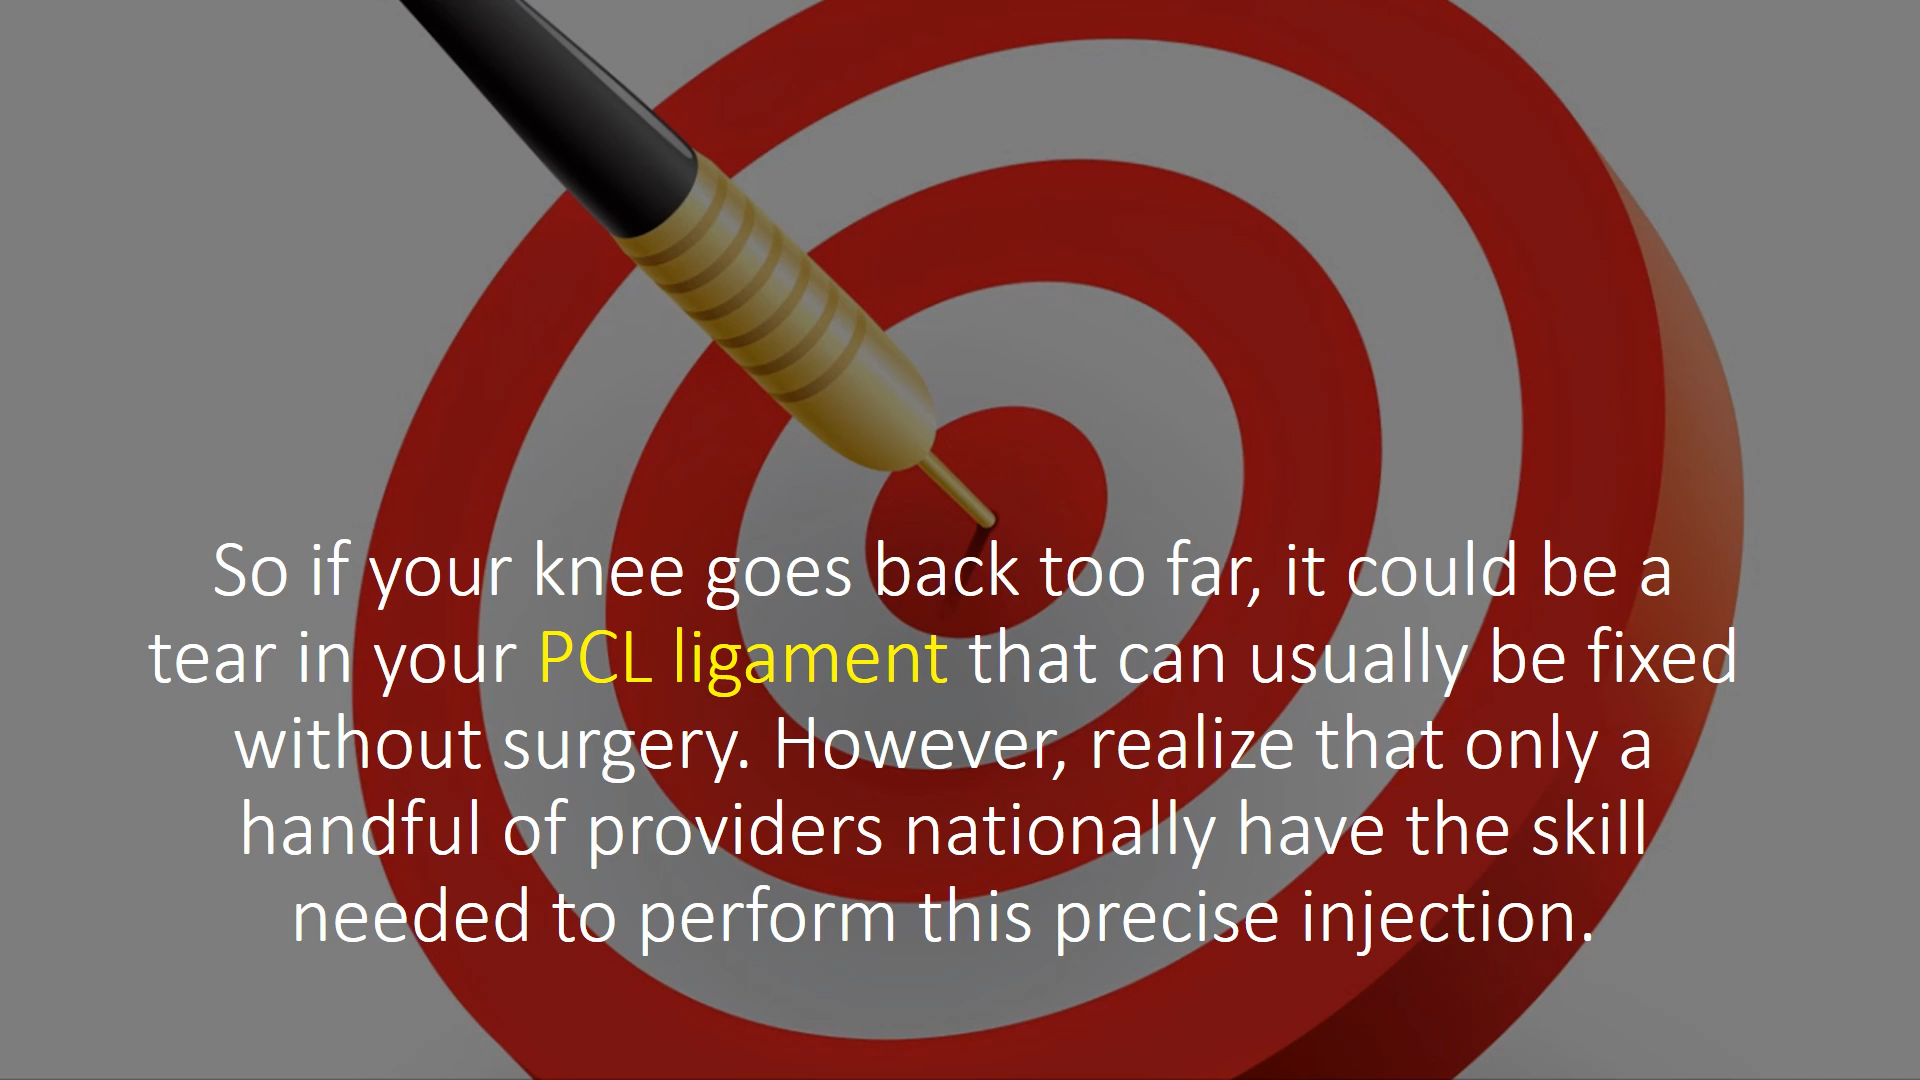 So if your knee goes back too far, it could be a
tear in your PCL ligament that can usually be fixed
without surgery. However, realize that only a
handful of providers nationally have the skill
needed to perform this precise injection.